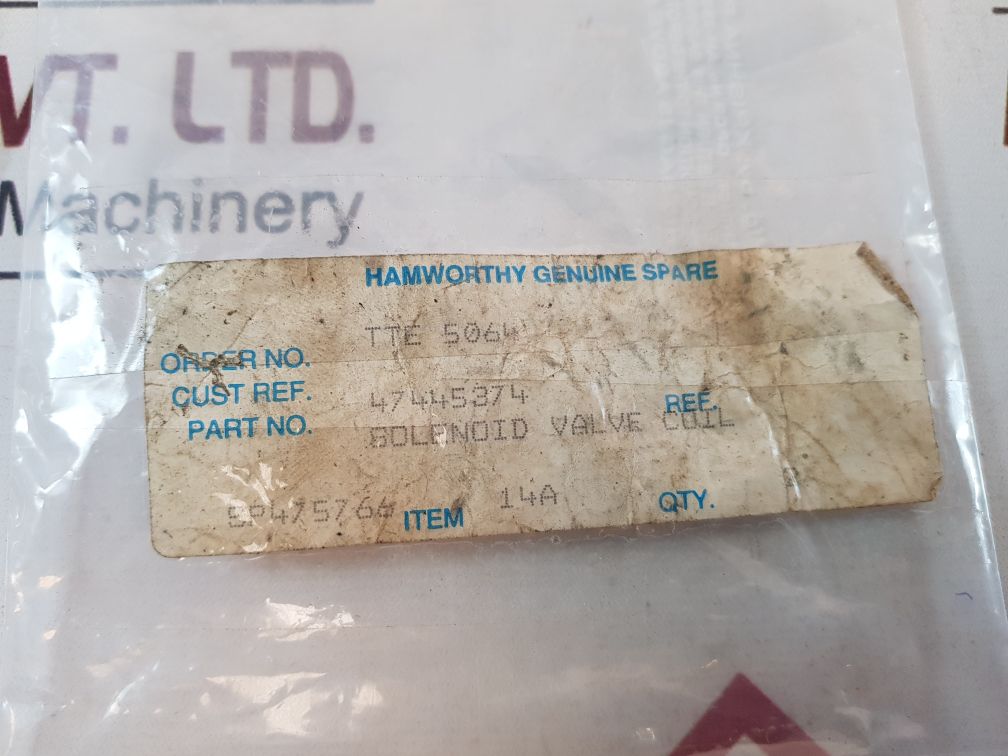 VT. LTD.
Machinery
HAMWORTHY GENUINE SPARE
TTE 5064
ORDER NO.
CUST REF.
47445374 REF.
PART NO. SOLENOID VALVE COIL
ITEM 14A QTY.